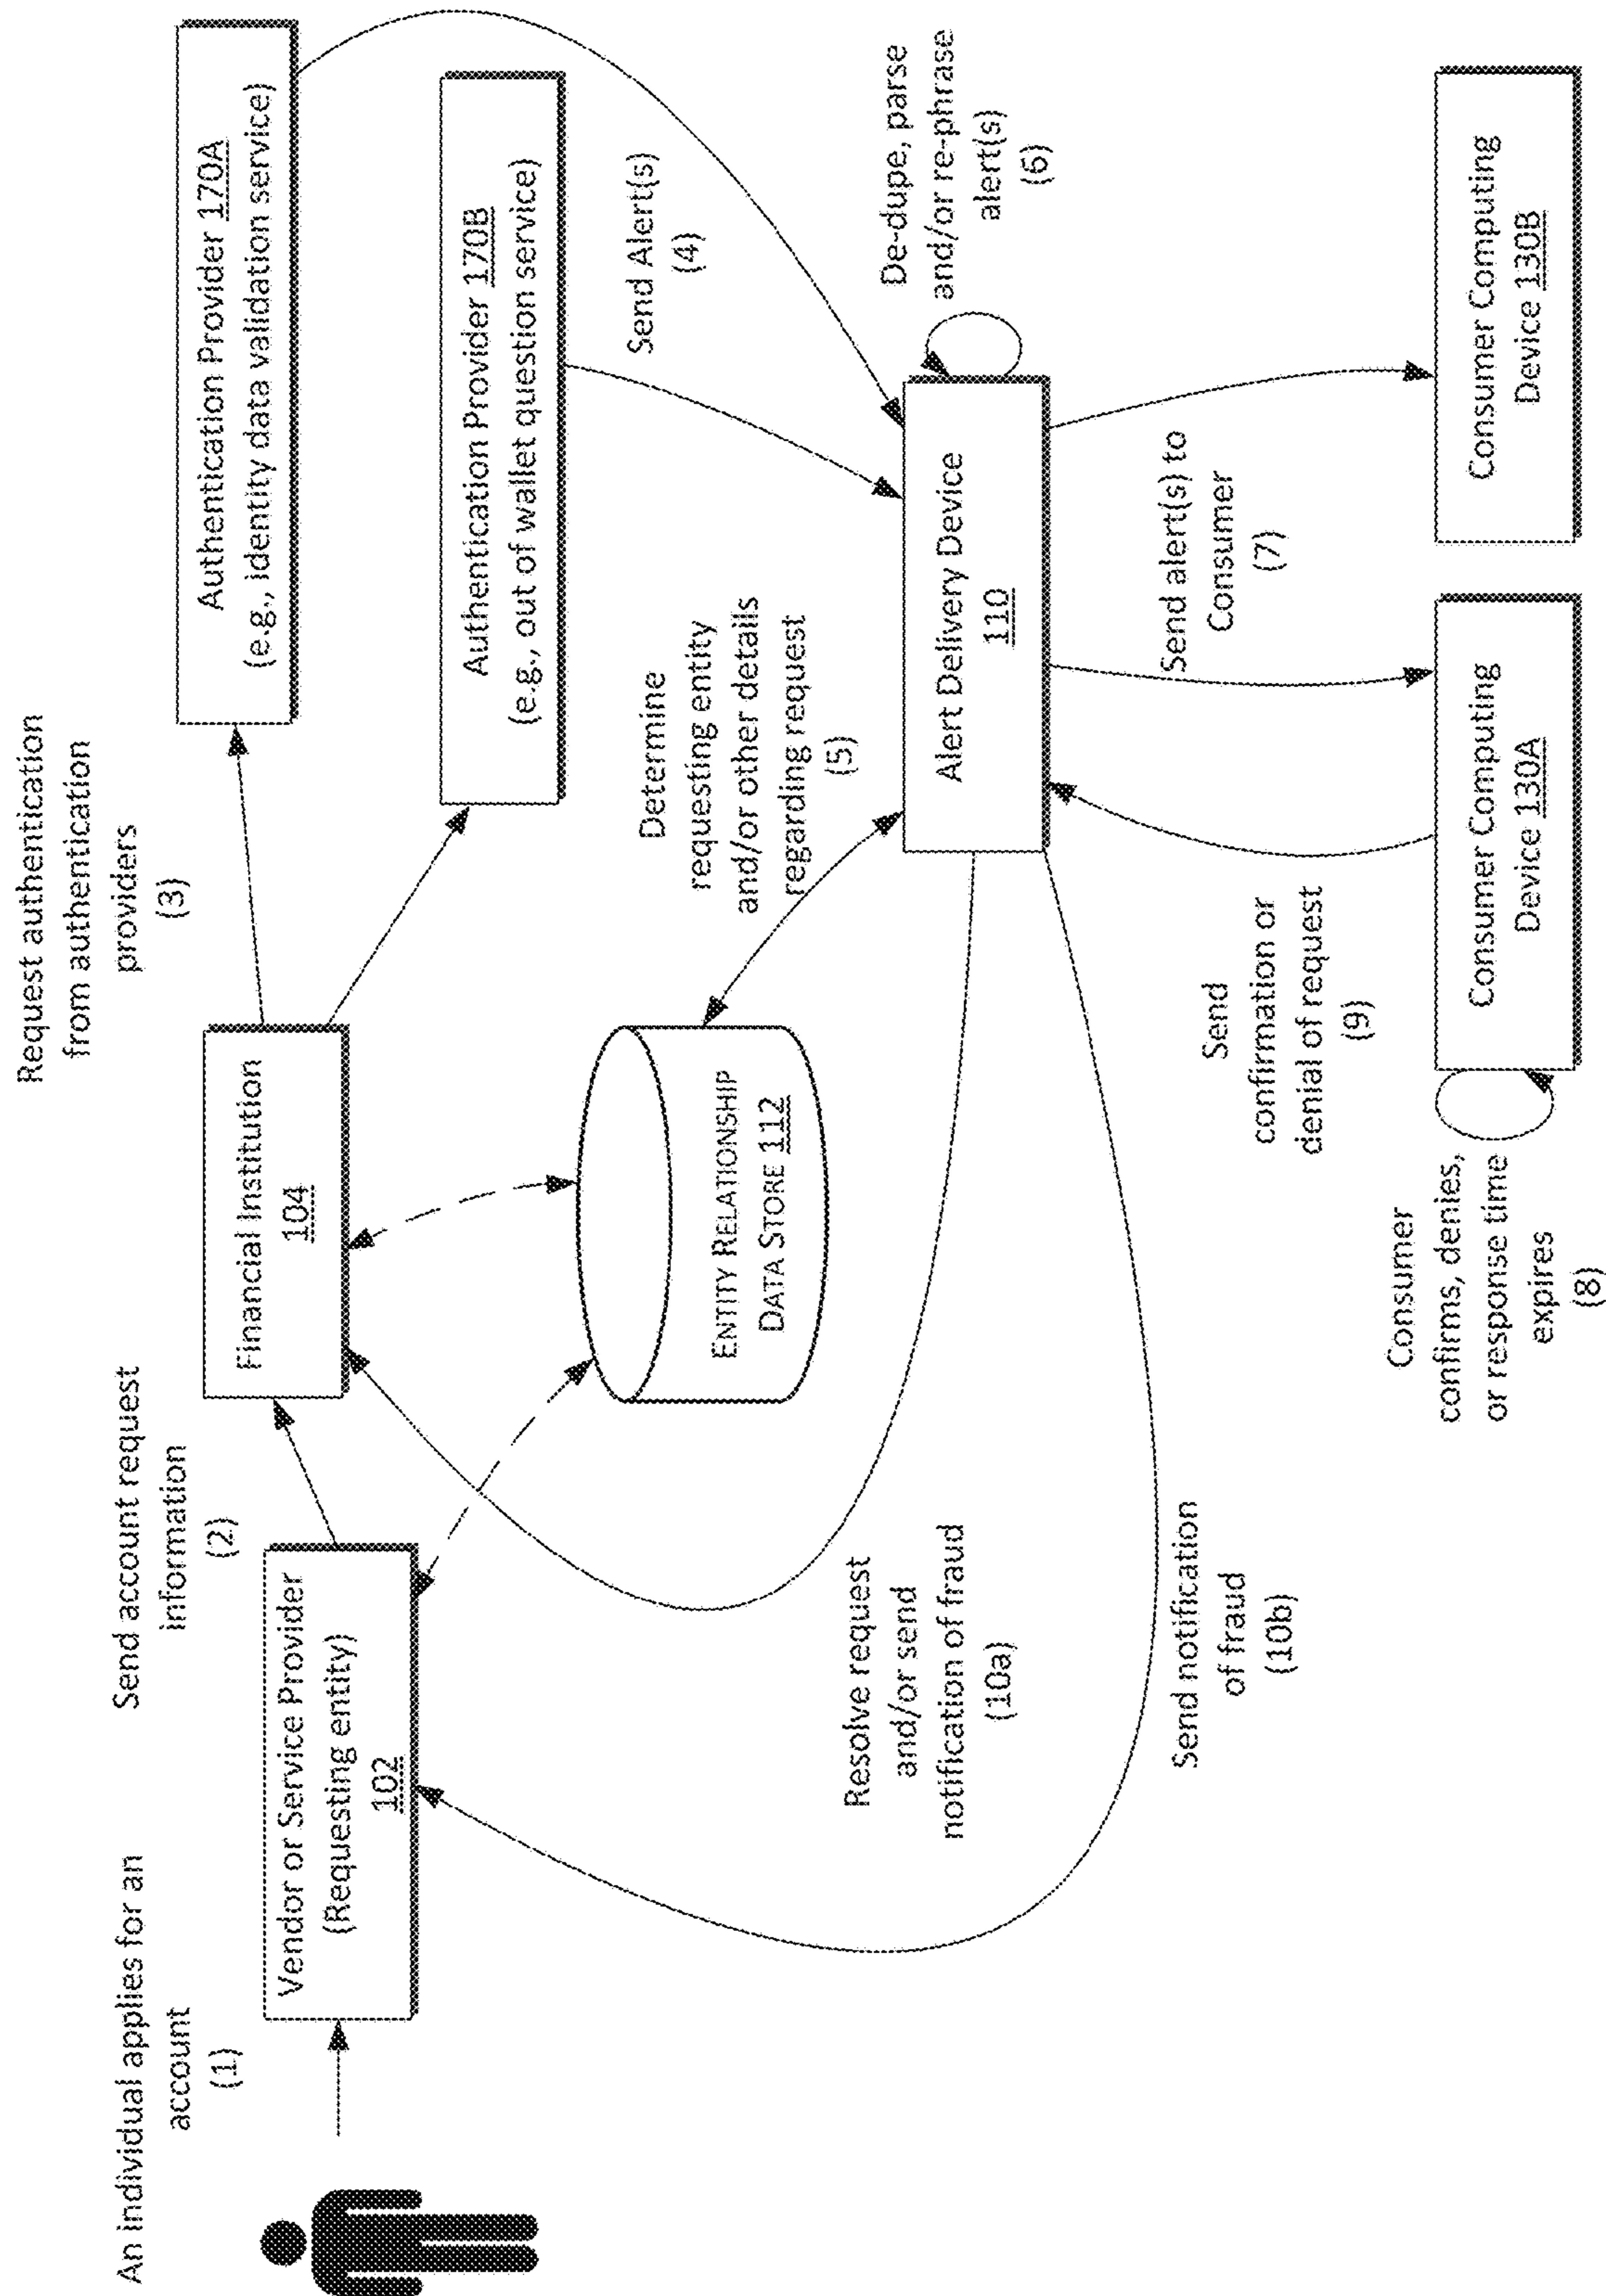 An individual applies for an
account
(1)
Vendor or Service Provider
(Requesting entity)
102
Send account request
information
(2)
Financial Institution
104
Request authentication
from authentication
providers
(3)
Authentication Provider 170A
(e.g., identity data validation service)
Authentication Provider 170B
(e.g., out of wallet question service)
Send Alert(s)
(4)
ENTITY RELATIONSHIP
DATA STORE 112
Determine
requesting entity
and/or other details
regarding request
(5)
Alert Delivery Device
110
De-dupe, parse
and/or re-phrase
alert(s)
(6)
Send alert(s) to
Consumer
(7)
Consumer Computing
Device 130A
Consumer Computing
Device 130B
Consumer
confirms, denies,
or response time
expires
(8)
Send
confirmation or
denial of request
(9)
Resolve request
and/or send
notification of fraud
(10a)
Send notification
of fraud
(10b)